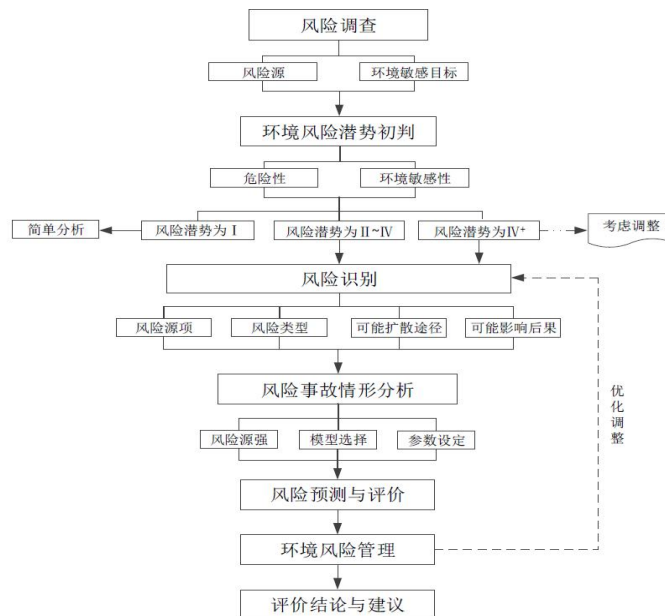 风险调查
风险源
环境敏感目标
环境风险潜势初判
危险性
环境敏感性
简单分析
风险潜势为Ⅰ
风险潜势为Ⅱ~Ⅳ
风险潜势为Ⅳ⁺
考虑调整
风险识别
风险源项
风险类型
可能扩散途径
可能影响后果
风险事故情形分析
优化调整
风险源强
模型选择
参数设定
风险预测与评价
环境风险管理
评价结论与建议